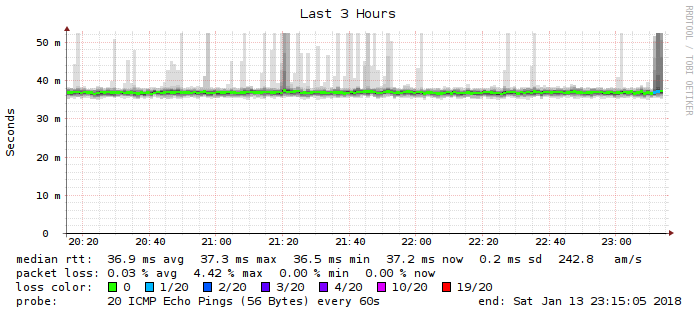 Last 3 Hours
RRDTOOL / TOBI OETIKER
Seconds
50 m
40 m
30 m
20 m
10 m
0
20:20 20:40 21:00 21:20 21:40 22:00 22:20 22:40 23:00
median rtt: 36.9 ms avg 37.3 ms max 36.5 ms min 37.2 ms now 0.2 ms sd 242.8 am/s
packet loss: 0.03 % avg 4.42 % max 0.00 % min 0.00 % now
loss color: 0 1/20 2/20 3/20 4/20 10/20 19/20
probe: 20 ICMP Echo Pings (56 Bytes) every 60s end: Sat Jan 13 23:15:05 2018